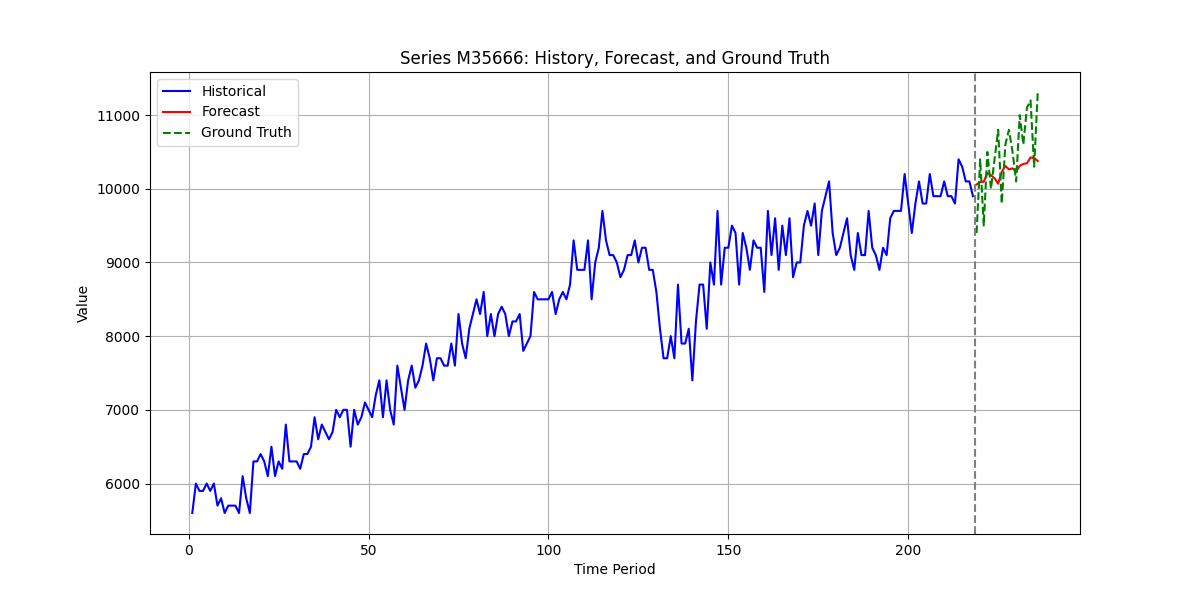 Series M35666: History, Forecast, and Ground Truth
Historical
Forecast
Ground Truth
11000
10000
9000
8000
7000
6000
Value
0 50 100 150 200
Time Period